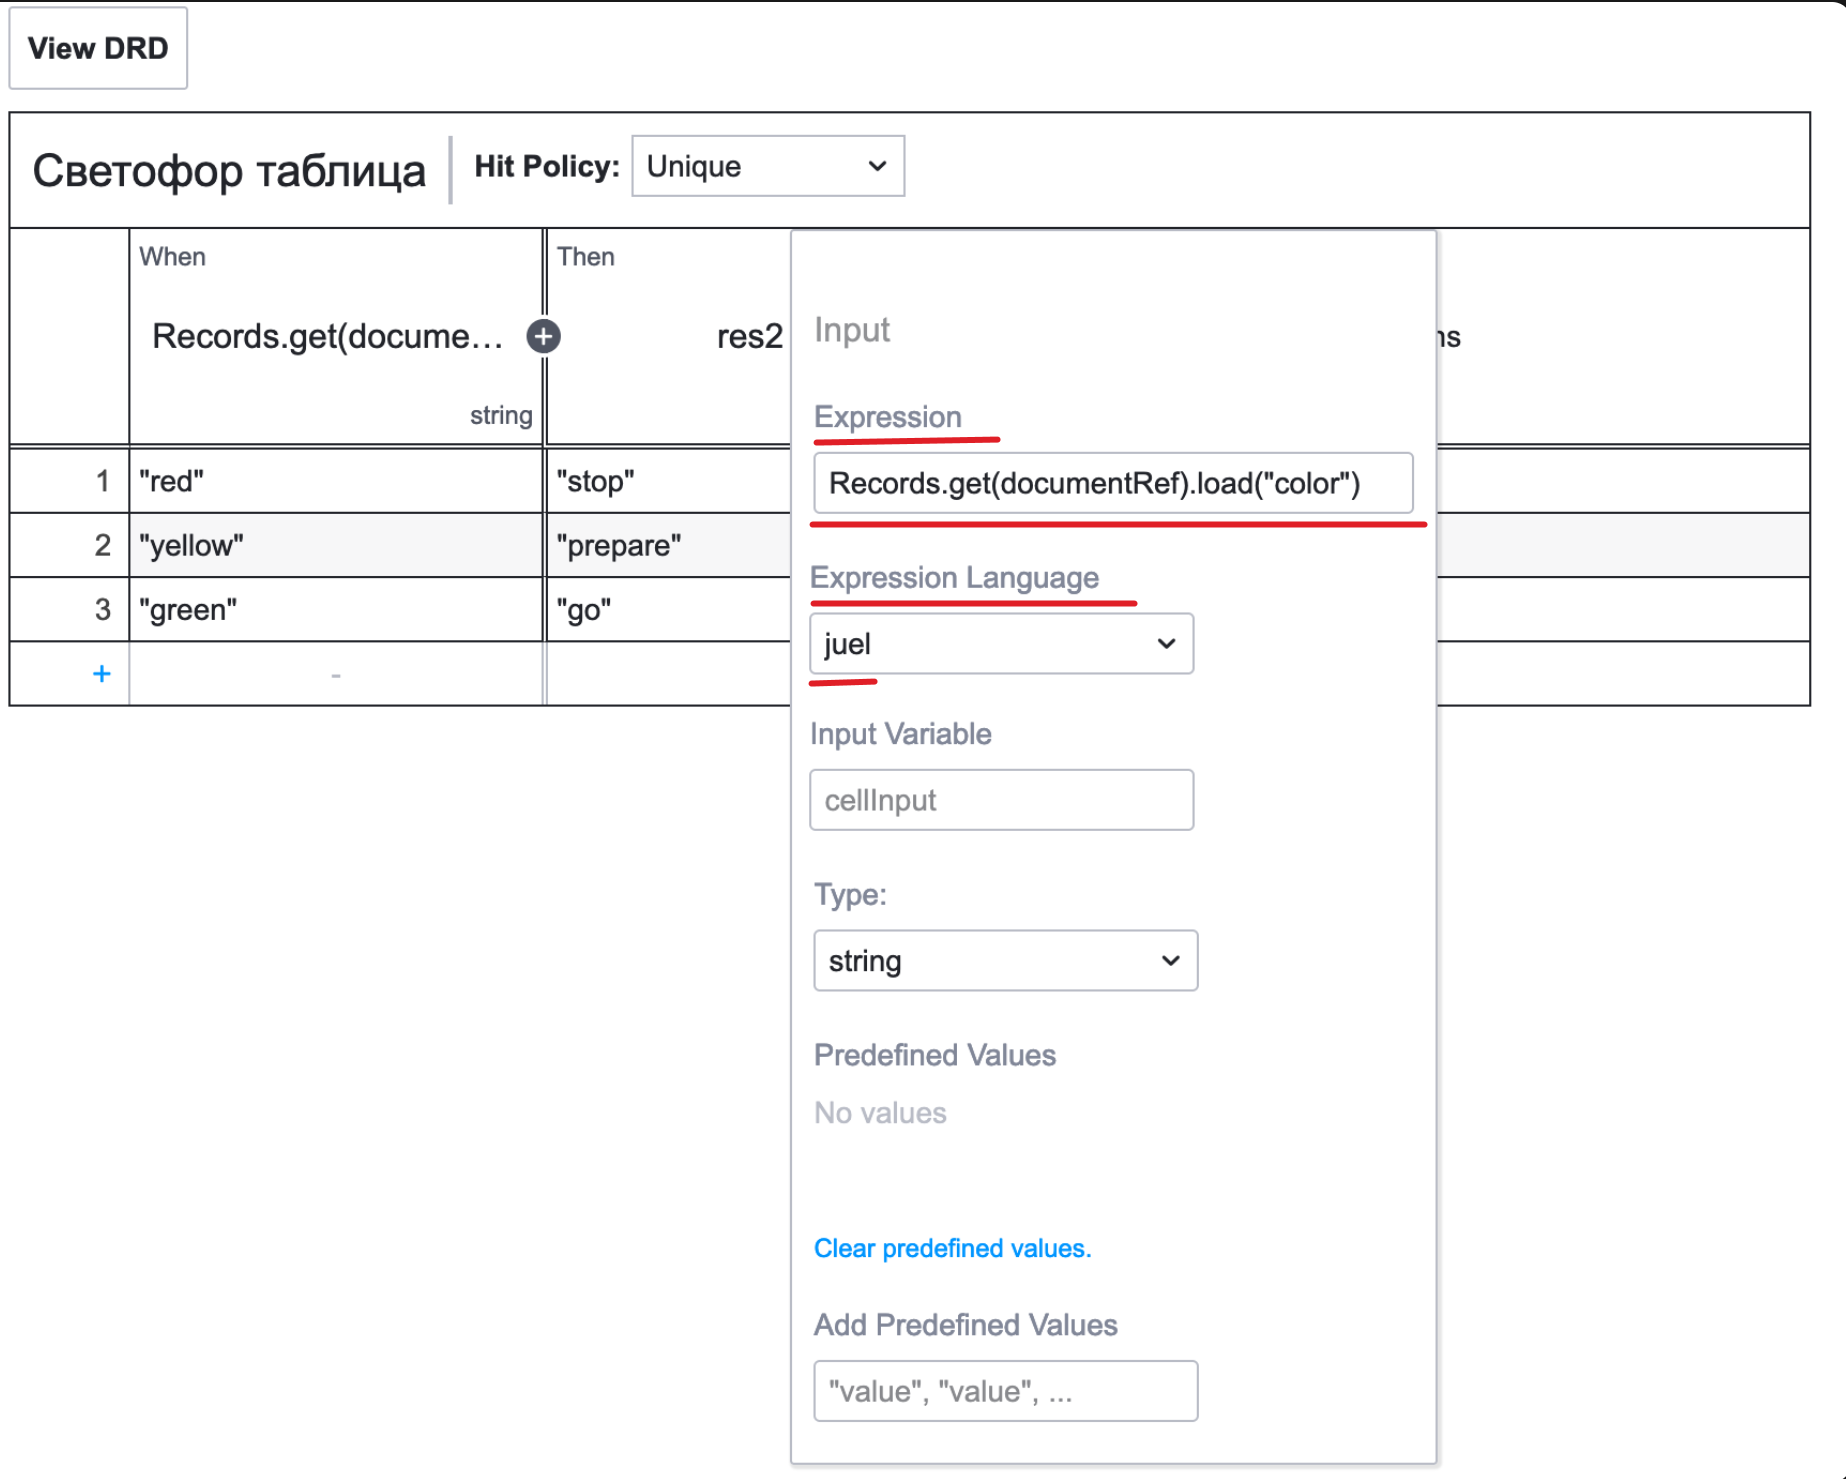 View DRD
Светофор таблица
Hit Policy:
Unique
When
Then
Records.get(docume...
+
res2
ns
string
1 "red" "stop"
2 "yellow" "prepare"
3 "green" "go"
+ -
Input
Expression
Records.get(documentRef).load("color")
Expression Language
juel
Input Variable
cellInput
Type:
string
Predefined Values
No values
Clear predefined values.
Add Predefined Values
"value", "value", ...